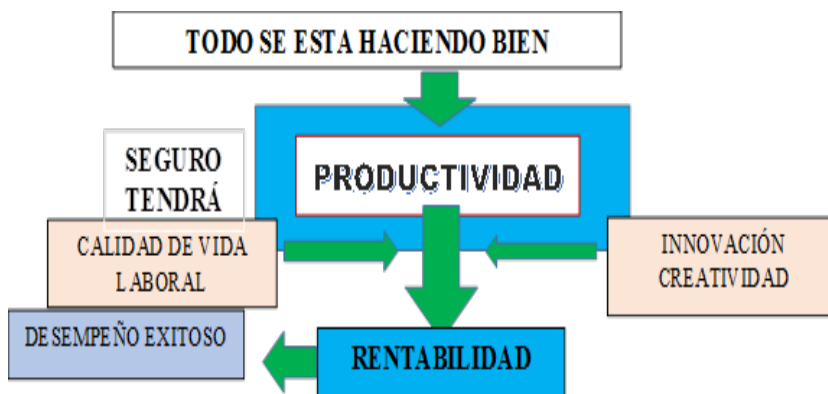 TODO SE ESTA HACIENDO BIEN
SEGURO
TENDRÁ
PRODUCTIVIDAD
CALIDAD DE VIDA
LABORAL
INNOVACIÓN
CREATIVIDAD
DESEMPEÑO EXITOSO
RENTABILIDAD